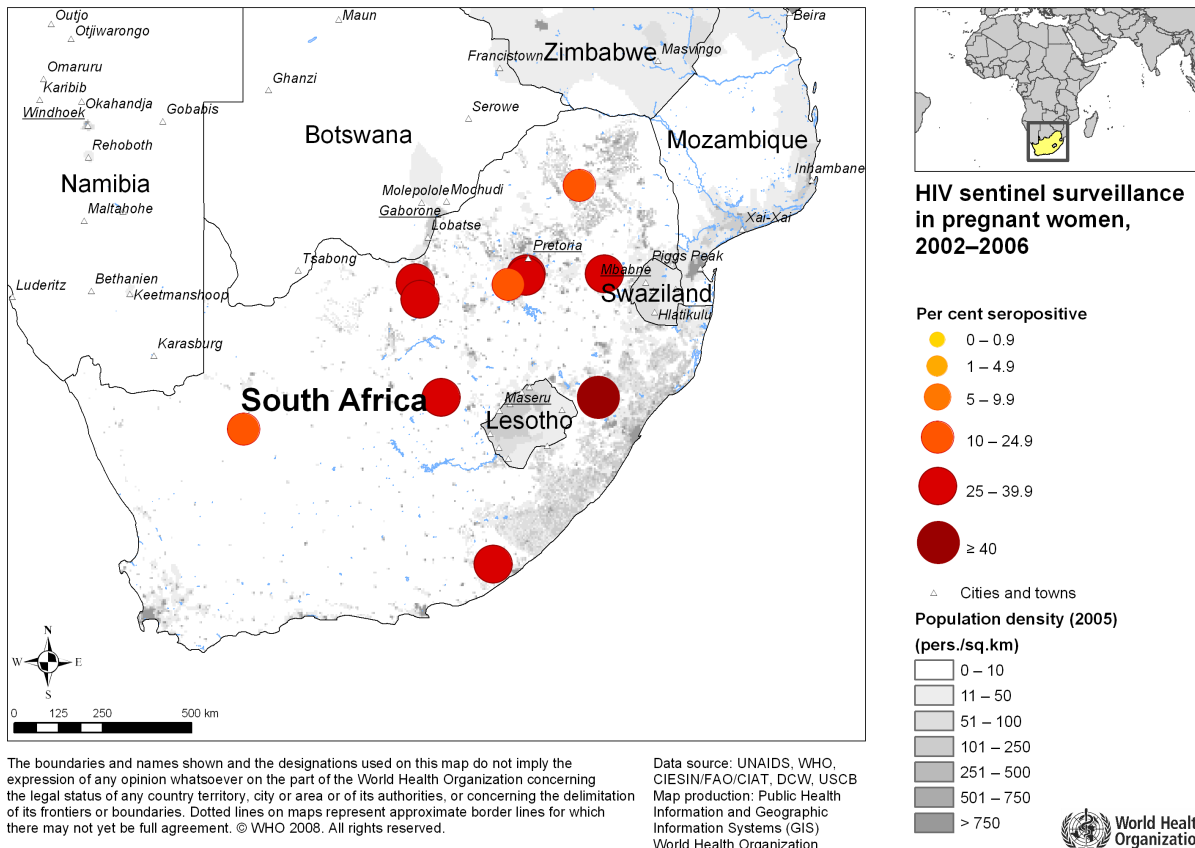 Outjo
Otjiwarongo
Omaruru
Karibib
Okahandja
Windhoek
Gobabis
Rehoboth
Namibia
Maltahohe
Luderitz
Bethanien
Keetmanshoop
Karasburg
Maun
Ghanzi
Francistown
Serowe
Botswana
Molepolole
Mochudi
Gaborone
Lobatse
Tsabong
Zimbabwe
Masvingo
Beira
Mozambique
Inhambane
Xai-Xai
Pretoria
Piggs Peak
Mbabne
Swaziland
Hlatikulu
South Africa
Maseru
Lesotho
N
W
E
S
0 125 250 500 km
HIV sentinel surveillance
in pregnant women,
2002–2006
Per cent seropositive
0 – 0.9
1 – 4.9
5 – 9.9
10 – 24.9
25 – 39.9
≥ 40
Cities and towns
Population density (2005)
(pers./sq.km)
0 – 10
11 – 50
51 – 100
101 – 250
251 – 500
501 – 750
> 750
The boundaries and names shown and the designations used on this map do not imply the
expression of any opinion whatsoever on the part of the World Health Organization concerning
the legal status of any country territory, city or area or of its authorities, or concerning the delimitation
of its frontiers or boundaries. Dotted lines on maps represent approximate border lines for which
there may not yet be full agreement. © WHO 2008. All rights reserved.
Data source: UNAIDS, WHO,
CIESIN/FAO/CIAT, DCW, USCB
Map production: Public Health
Information and Geographic
Information Systems (GIS)
World Health Organization
World Healt
Organizatio